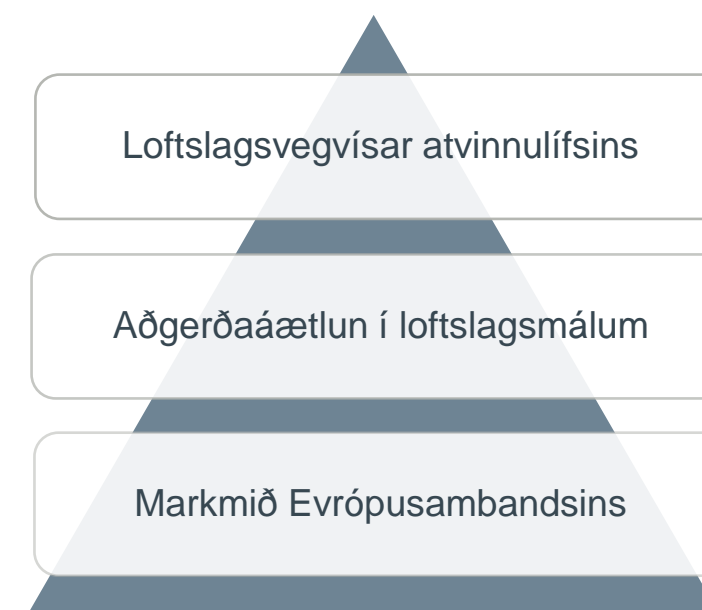 Loftslagsvegvísar atvinnulífsins
Aðgerðaáætlun í loftslagsmálum
Markmið Evrópusambandsins